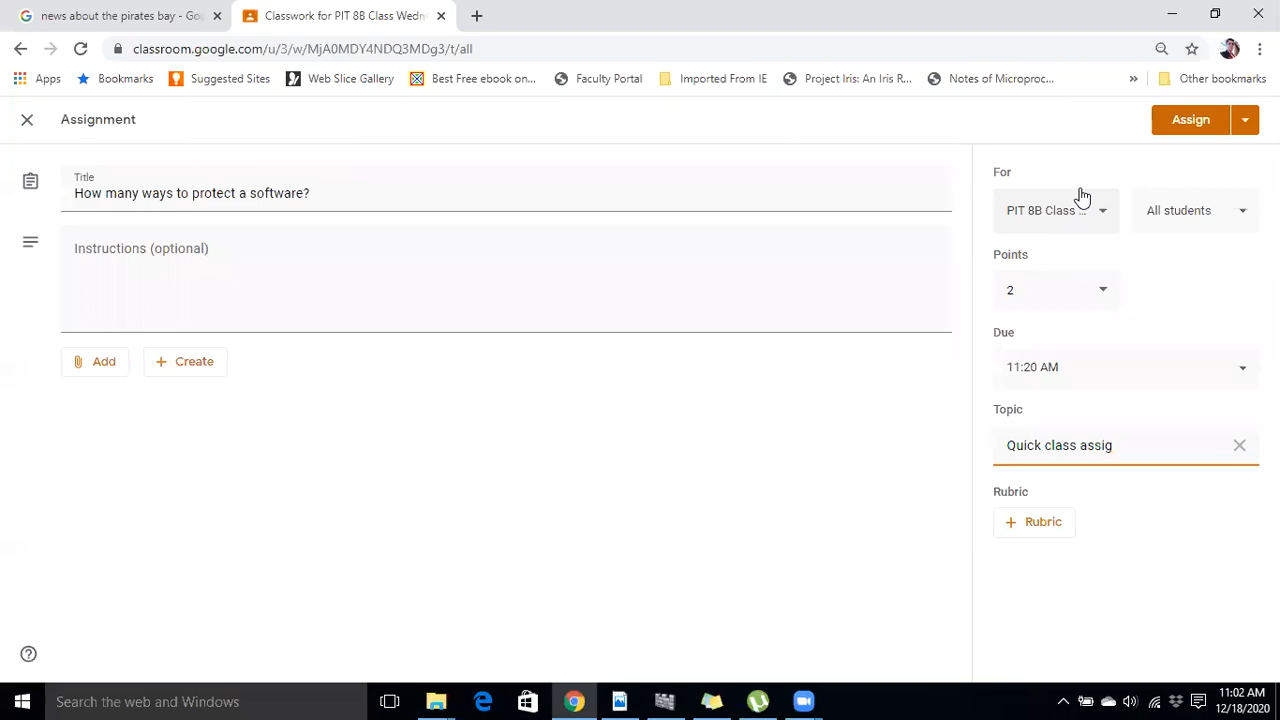 news about the pirates bay - Goo
Classwork for PIT 8B Class Wedn
classroom.google.com/u/3/w/MjA0MDY4NDQ3MDg3/t/all
Apps
Bookmarks
Suggested Sites
Web Slice Gallery
Best Free ebook on...
Faculty Portal
Imported From IE
Project Iris: An Iris R...
Notes of Microproc...
»
Other bookmarks
Assignment
Assign
Title
How many ways to protect a software?
Instructions (optional)
Add
Create
For
PIT 8B Class ...
All students
Points
2
Due
11:20 AM
Topic
Quick class assig
Rubric
Rubric
Search the web and Windows
11:02 AM
12/18/2020